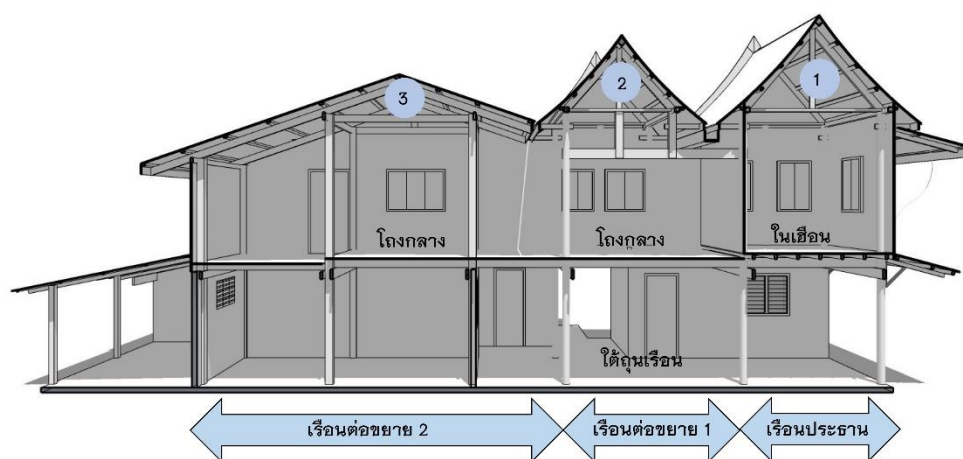 1
2
3
โถงกลาง
โถงกลาง
ในเฮือน
ใต้ถุนเรือน
เรือนต่อขยาย 2
เรือนต่อขยาย 1
เรือนประธาน